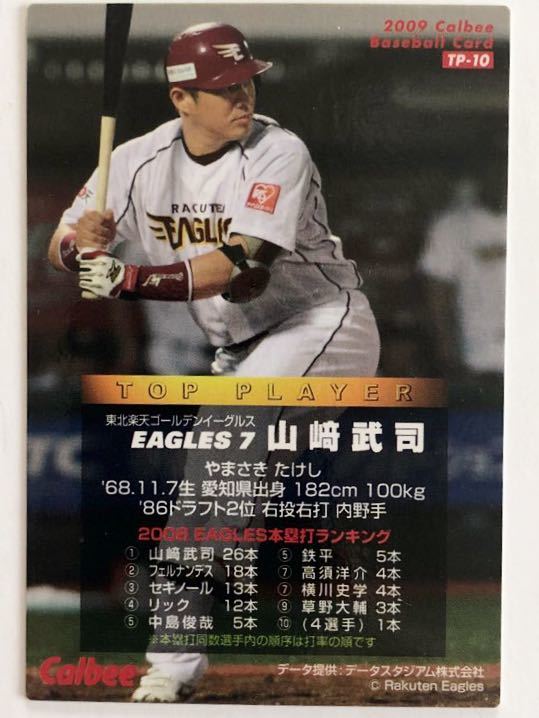 2009 Calbee
Baseball Card
TP-10
RAKUTEN
EAGLES
TOP PLAYER
東北楽天ゴールデンイーグルス
EAGLES 7 山﨑武司
やまさき たけし
'68.11.7生 愛知県出身 182cm 100kg
'86ドラフト2位 右投右打 内野手
2008 EAGLES本塁打ランキング
① 山﨑武司 26本 ⑤ 鉄平 5本
② フェルナンデス 18本 ⑦ 高須洋介 4本
③ セギノール 13本 ⑦ 横川史学 4本
④ リック 12本 ⑨ 草野大輔 3本
⑤ 中島俊哉 5本 ⑩ (4選手) 1本
※本塁打同数選手内の順序は打率の順です
Calbee
データ提供:データスタジアム株式会社
© Rakuten Eagles